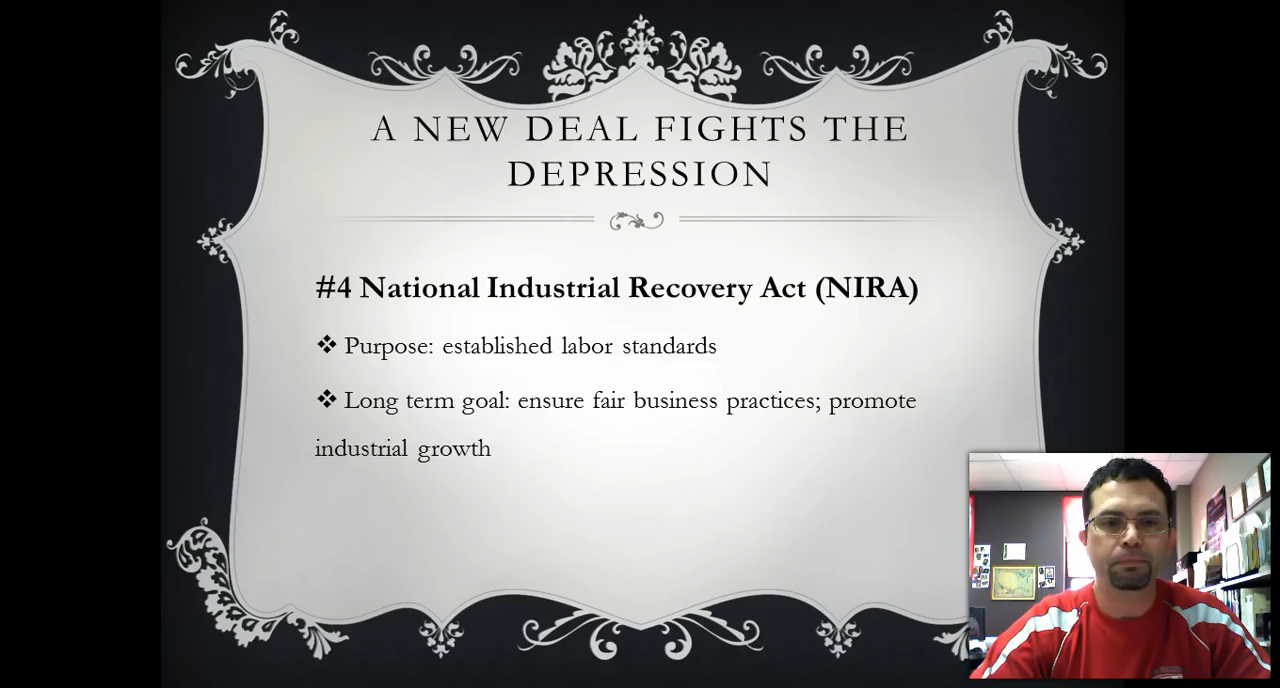 A NEW DEAL FIGHTS THE
DEPRESSION
#4 National Industrial Recovery Act (NIRA)
❖ Purpose: established labor standards
❖ Long term goal: ensure fair business practices; promote
industrial growth